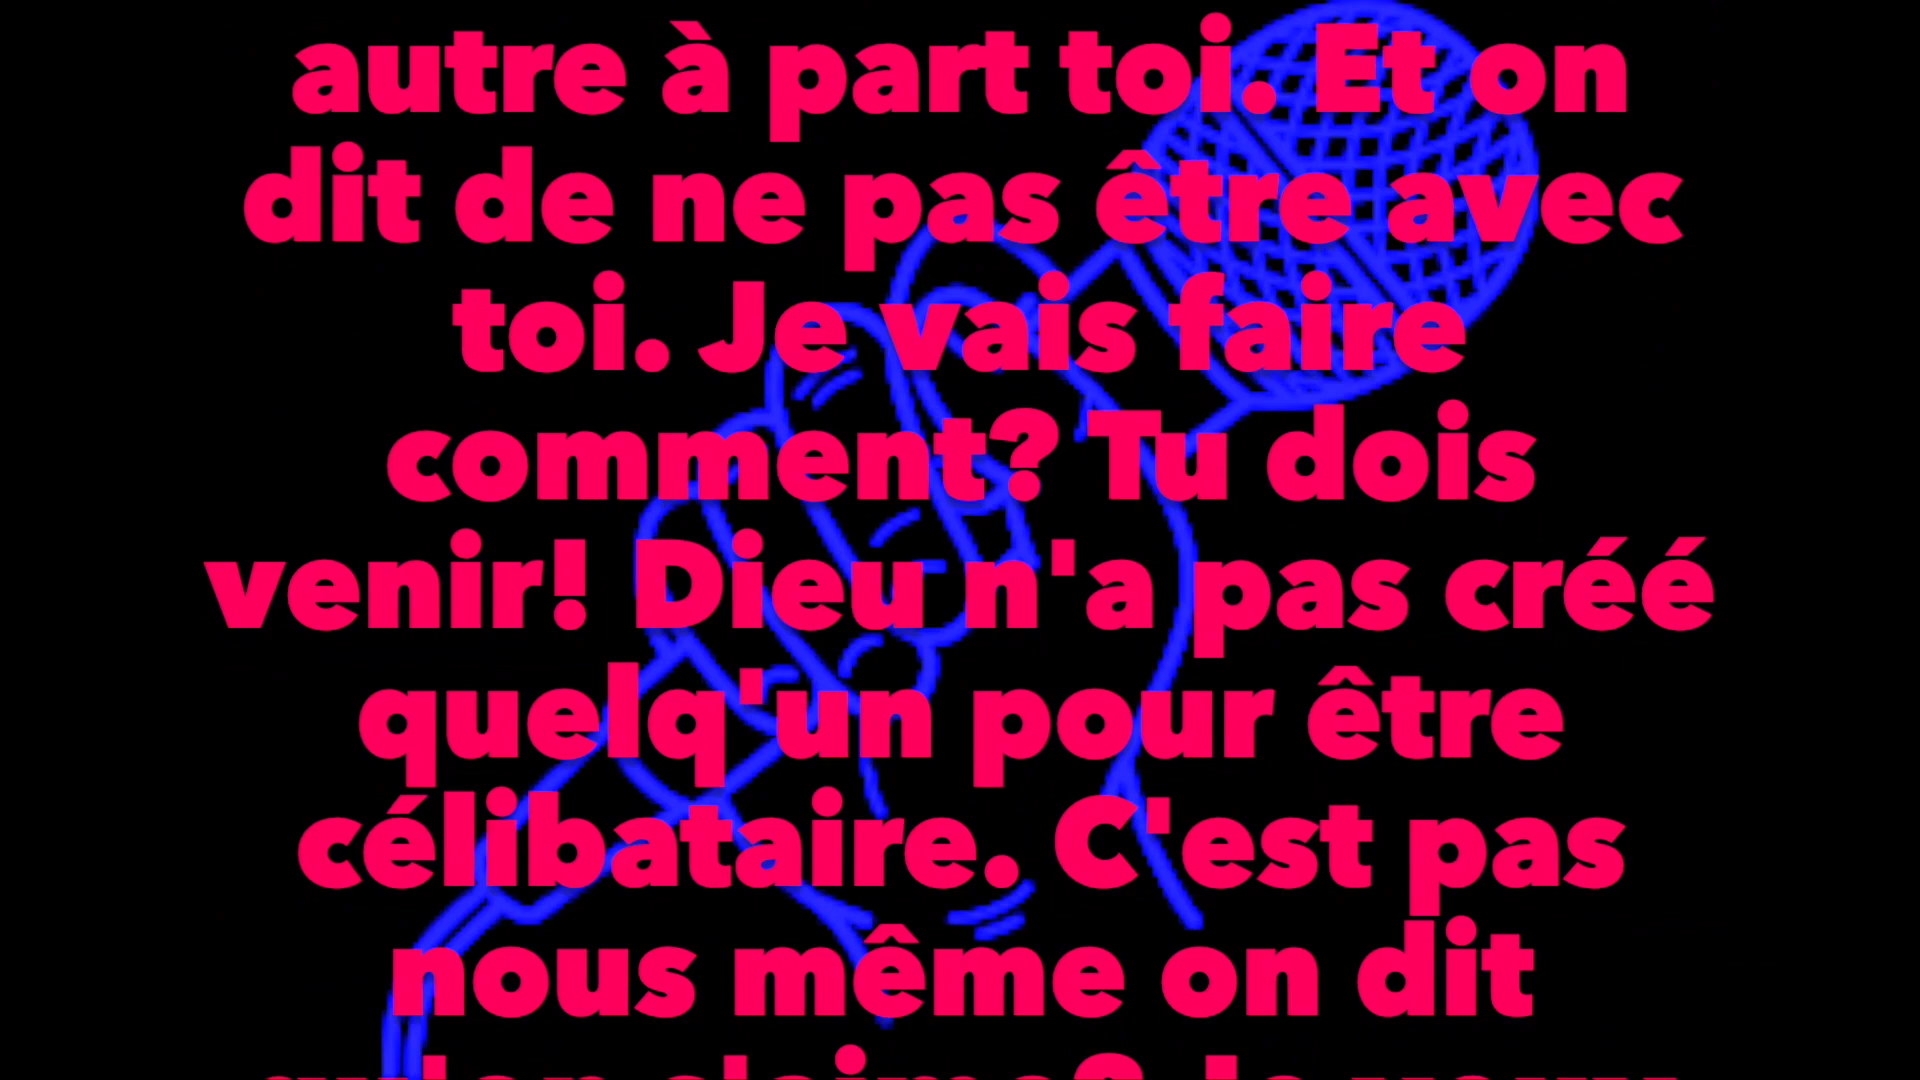 autre à part toi. Et on
dit de ne pas être avec
toi. Je vais faire
comment? Tu dois
venir! Dieu n'a pas créé
quelq'un pour être
célibataire. C'est pas
nous même on dit